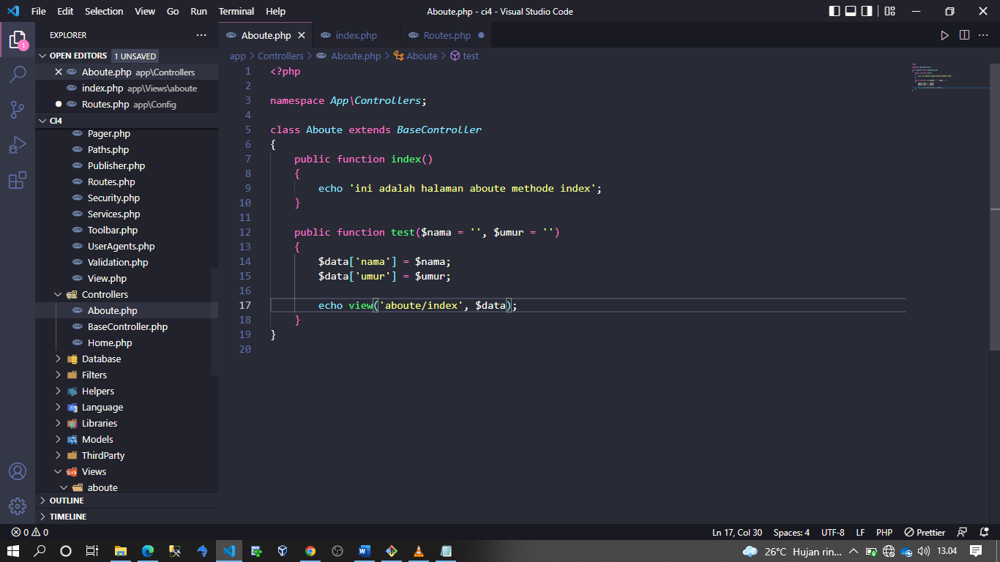 File Edit Selection View Go Run Terminal Help Aboute.php - ci4 - Visual Studio Code
EXPLORER
OPEN EDITORS 1 UNSAVED
Aboute.php app\Controllers
index.php app\Views\aboute
Routes.php app\Config
CI4
Pager.php
Paths.php
Publisher.php
Routes.php
Security.php
Services.php
Toolbar.php
UserAgents.php
Validation.php
View.php
Controllers
Aboute.php
BaseController.php
Home.php
Database
Filters
Helpers
Language
Libraries
Models
ThirdParty
Views
aboute
OUTLINE
TIMELINE
1
Aboute.php index.php Routes.php
app > Controllers > Aboute.php > Aboute > test
1 <?php
2
3 namespace App\Controllers;
4
5 class Aboute extends BaseController
6 {
7 public function index()
8 {
9 echo 'ini adalah halaman aboute methode index';
10 }
11
12 public function test($nama = '', $umur = '')
13 {
14 $data['nama'] = $nama;
15 $data['umur'] = $umur;
16
17 echo view('aboute/index', $data);
18 }
19 }
20
0 0 Ln 17, Col 30 Spaces: 4 UTF-8 LF PHP Prettier
26°C Hujan rin... 13.04